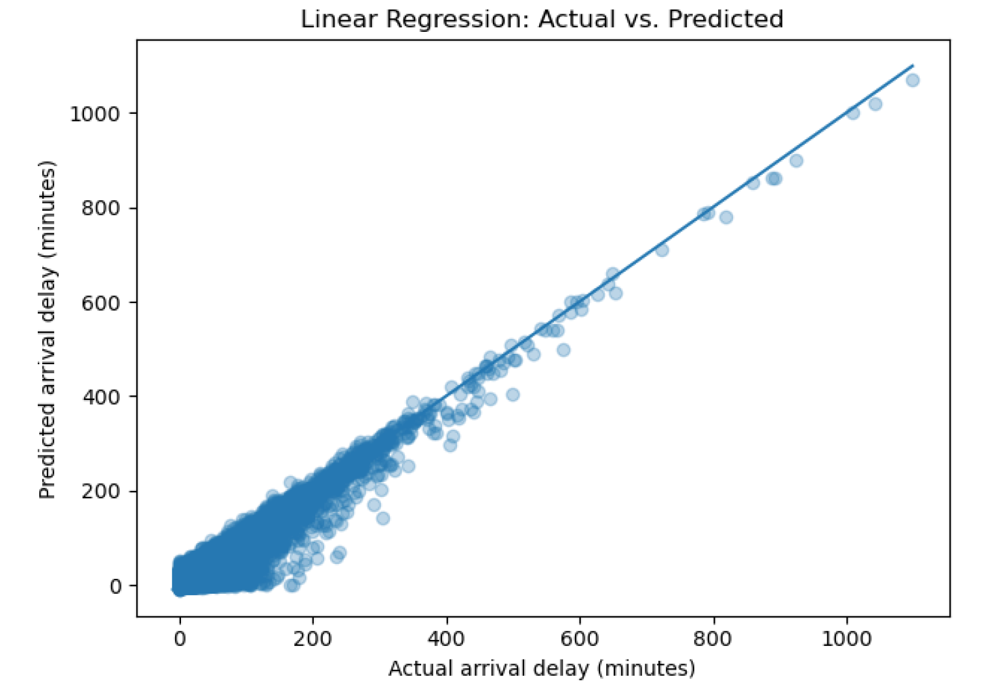 Linear Regression: Actual vs. Predicted
Predicted arrival delay (minutes)
1000
800
600
400
200
0
0 200 400 600 800 1000
Actual arrival delay (minutes)